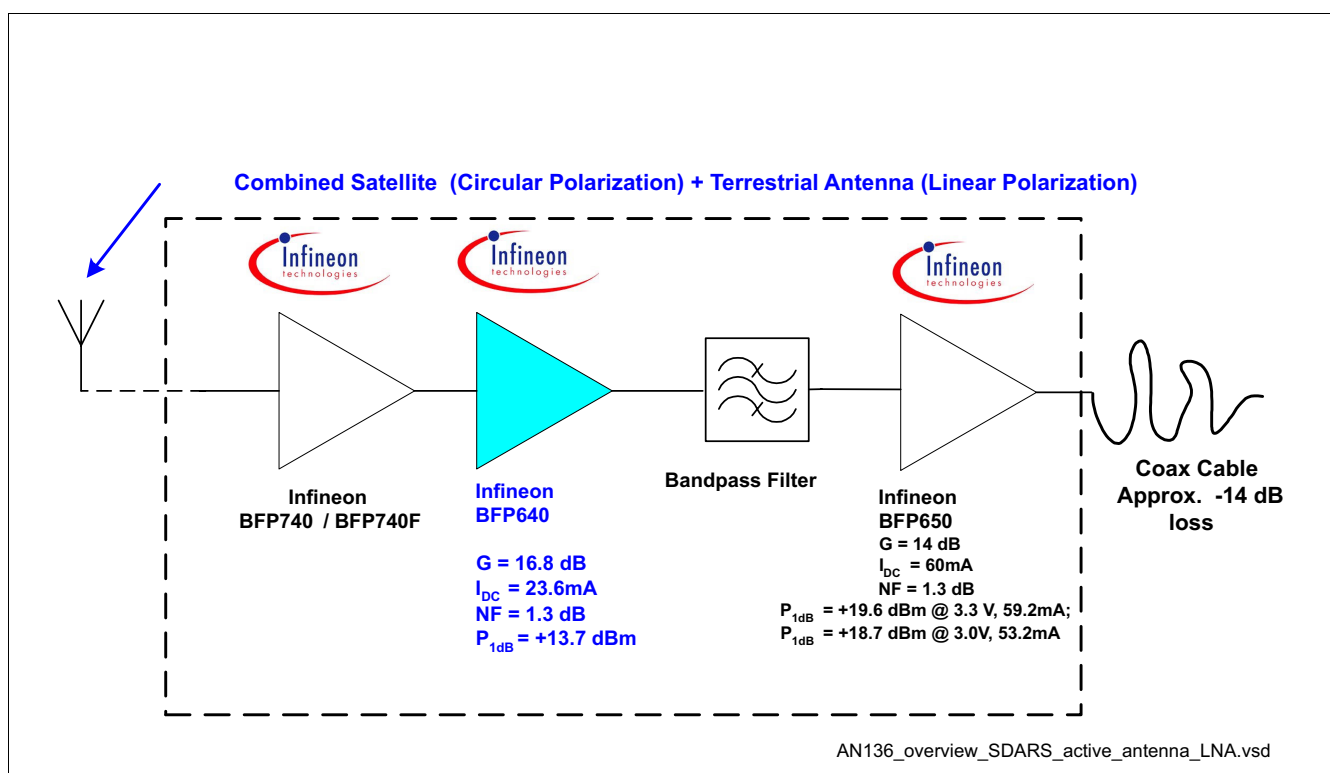 Combined Satellite (Circular Polarization) + Terrestrial Antenna (Linear Polarization)
Infineon
technologies
Infineon
technologies
Infineon
technologies
Infineon
BFP740 / BFP740F
Infineon
BFP640
G = 16.8 dB
IDC = 23.6mA
NF = 1.3 dB
P1dB = +13.7 dBm
Bandpass Filter
Infineon
BFP650
G = 14 dB
IDC = 60mA
NF = 1.3 dB
P1dB = +19.6 dBm @ 3.3 V, 59.2mA;
P1dB = +18.7 dBm @ 3.0V, 53.2mA
Coax Cable
Approx. -14 dB
loss
AN136_overview_SDARS_active_antenna_LNA.vsd